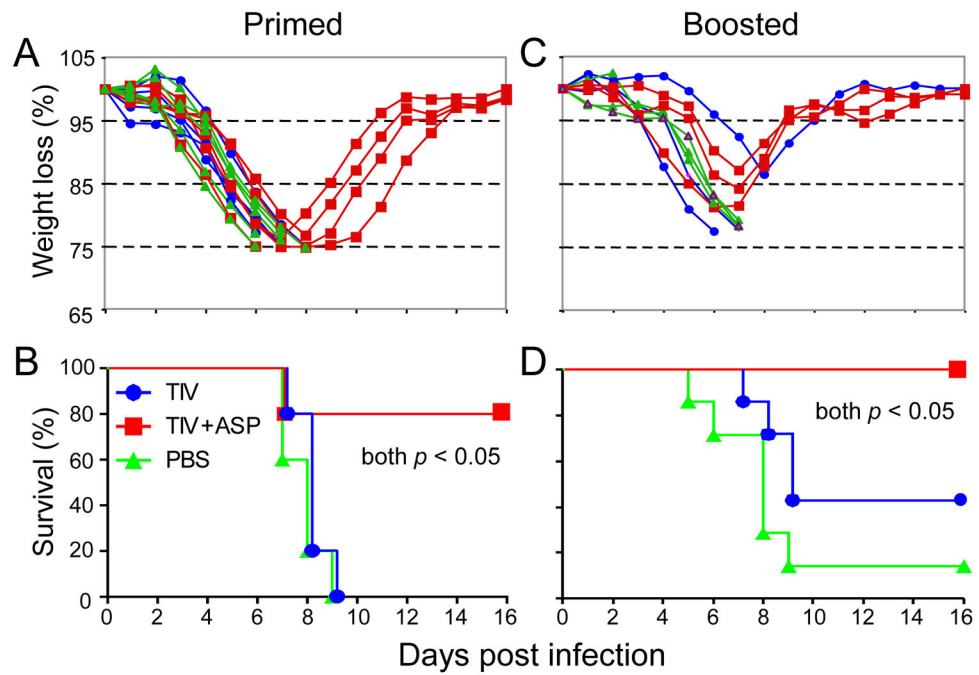 Primed
Boosted
A
C
Weight loss (%)
105
95
85
75
65
B
D
Survival (%)
100
80
60
40
20
0
TIV
TIV+ASP
PBS
both p < 0.05
both p < 0.05
0 2 4 6 8 10 12 14 16
0 2 4 6 8 10 12 14 16
Days post infection